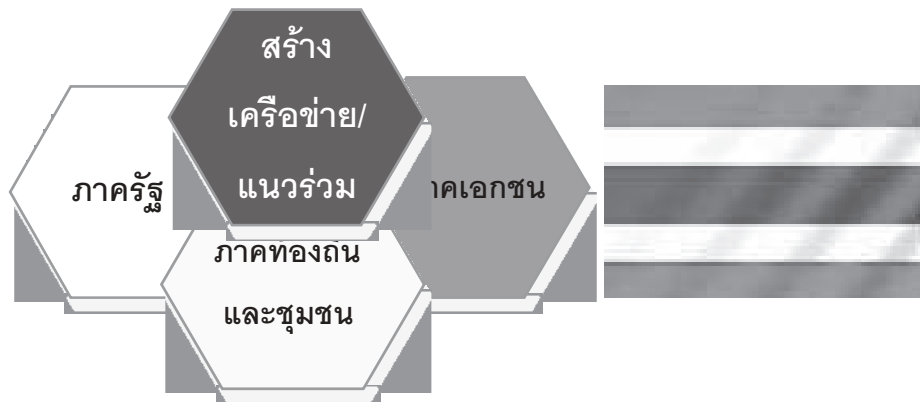 สร้าง
เครือข่าย/
แนวร่วม
ภาครัฐ
าคเอกชน
ภาคทองถิน
และชุมชน